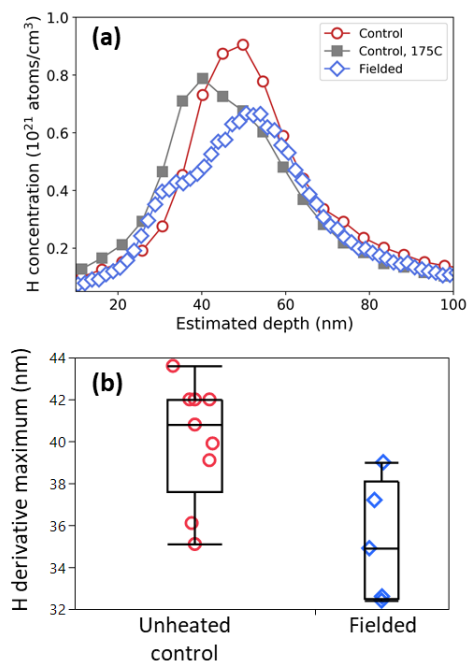 (a)
Control
Control, 175C
Fielded
H concentration (10²¹ atoms/cm³)
1.0
0.8
0.6
0.4
0.2
20 40 60 80 100
Estimated depth (nm)
(b)
H derivative maximum (nm)
44
42
40
38
36
34
32
Unheated Fielded
control